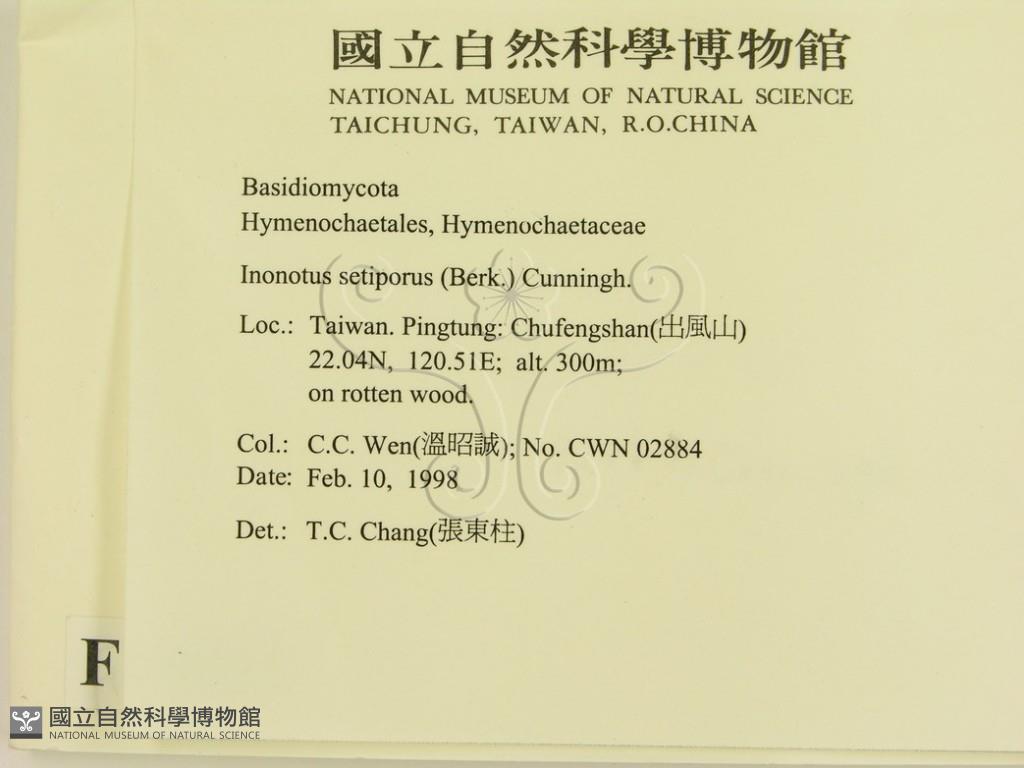 國立自然科學博物館
NATIONAL MUSEUM OF NATURAL SCIENCE
TAICHUNG, TAIWAN, R.O.CHINA
Basidiomycota
Hymenochaetales, Hymenochaetaceae
Inonotus setiporus (Berk.) Cunningh.
Loc.: Taiwan. Pingtung: Chufengshan(出風山)
22.04N, 120.51E; alt. 300m;
on rotten wood.
Col.: C.C. Wen(溫昭誠); No. CWN 02884
Date: Feb. 10, 1998
Det.: T.C. Chang(張東柱)
F
國立自然科學博物館
NATIONAL MUSEUM OF NATURAL SCIENCE